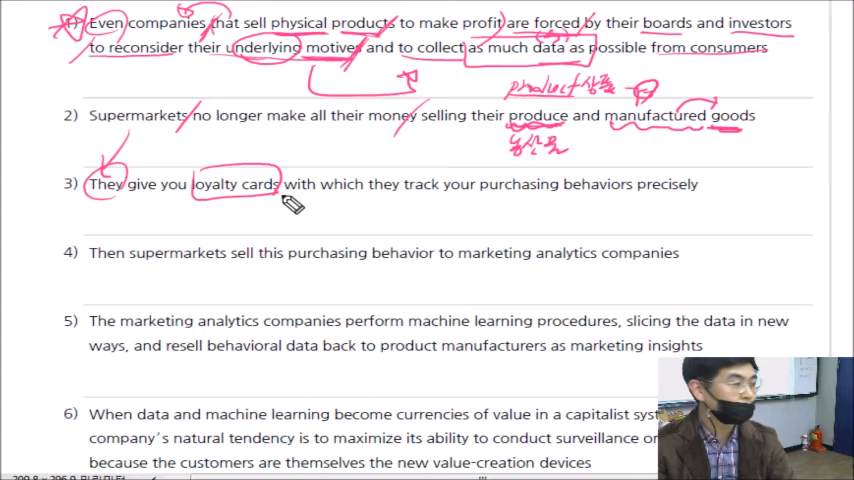 1) Even companies that sell physical products to make profit are forced by their boards and investors
to reconsider their underlying motives and to collect as much data as possible from consumers
product 상품
2) Supermarkets no longer make all their money selling their produce and manufactured goods
농산물
3) They give you loyalty cards with which they track your purchasing behaviors precisely
4) Then supermarkets sell this purchasing behavior to marketing analytics companies
5) The marketing analytics companies perform machine learning procedures, slicing the data in new
ways, and resell behavioral data back to product manufacturers as marketing insights
6) When data and machine learning become currencies of value in a capitalist
company's natural tendency is to maximize its ability to conduct surveillance
because the customers are themselves the new value-creation devices